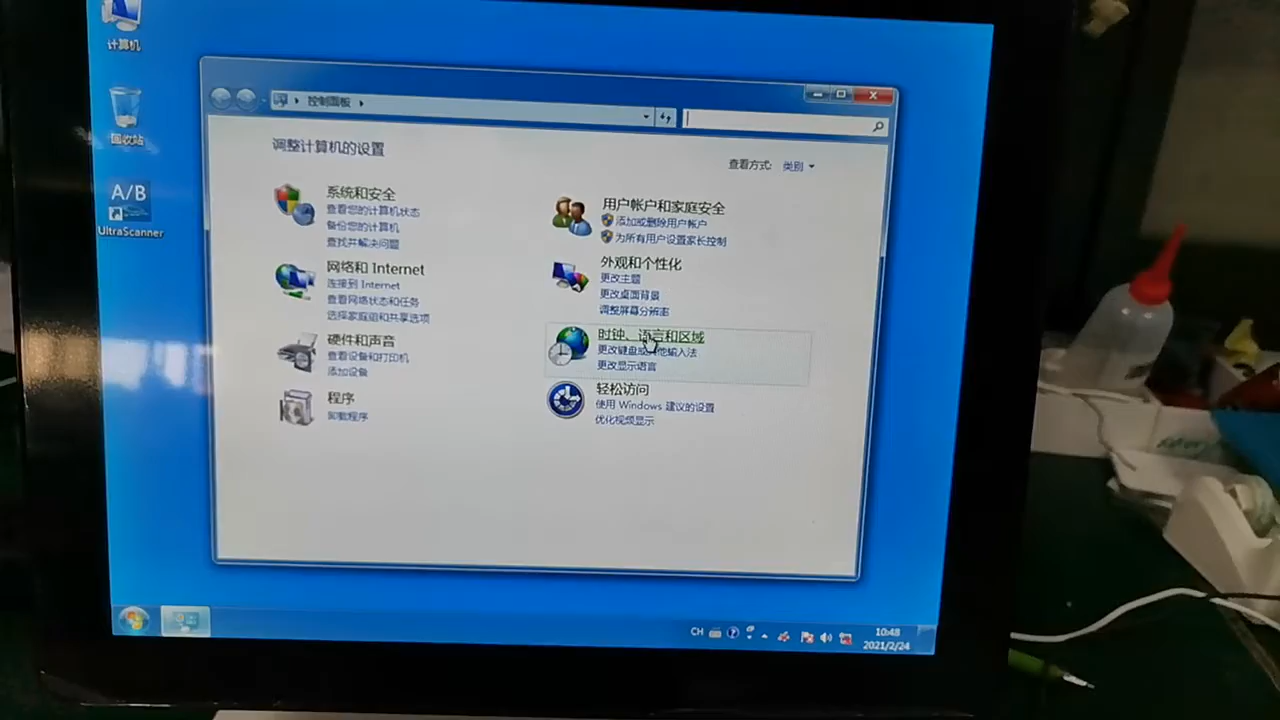 计算机
回收站
A/B
UltraScanner
控制面板
调整计算机的设置
查看方式: 类别
系统和安全
查看您的计算机状态
备份您的计算机
查找并解决问题
网络和 Internet
连接到 Internet
查看网络状态和任务
选择家庭组和共享选项
硬件和声音
查看设备和打印机
添加设备
程序
卸载程序
用户帐户和家庭安全
添加或删除用户帐户
为所有用户设置家长控制
外观和个性化
更改主题
更改桌面背景
调整屏幕分辨率
时钟、语言和区域
更改键盘或其他输入法
更改显示语言
轻松访问
使用 Windows 建议的设置
优化视频显示
CH
10:48
2021/2/24